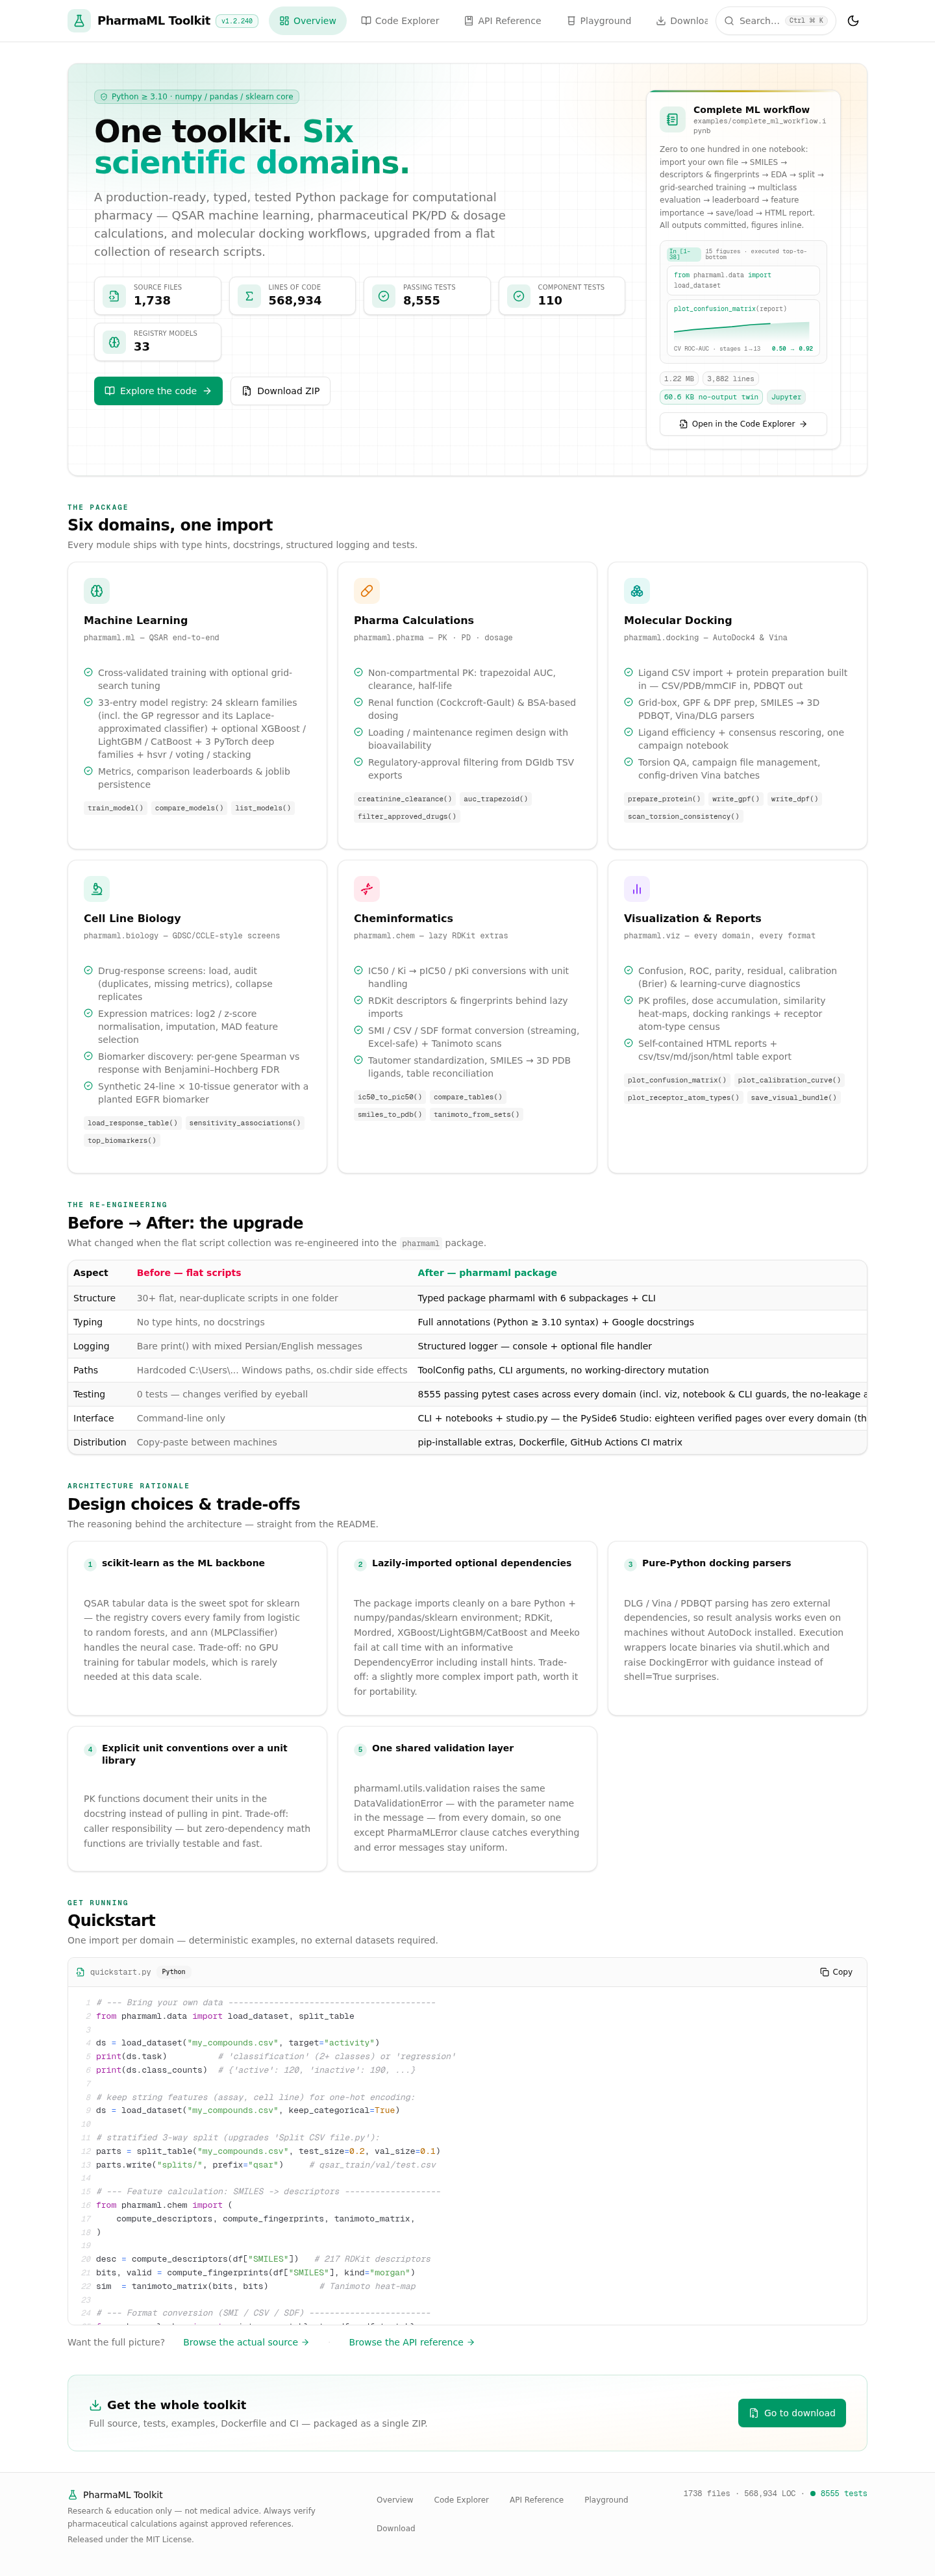 PharmaML Toolkit v1.2.240 Overview Code Explorer API Reference Playground Downloa Search... Ctrl ⌘ K
Python ≥ 3.10 · numpy / pandas / sklearn core
One toolkit. Six
scientific domains.
A production-ready, typed, tested Python package for computational
pharmacy — QSAR machine learning, pharmaceutical PK/PD & dosage
calculations, and molecular docking workflows, upgraded from a flat
collection of research scripts.
SOURCE FILES
1,738
LINES OF CODE
568,934
PASSING TESTS
8,555
COMPONENT TESTS
110
REGISTRY MODELS
33
Explore the code → Download ZIP
Complete ML workflow
examples/complete_ml_workflow.i
pynb
Zero to one hundred in one notebook:
import your own file → SMILES →
descriptors & fingerprints → EDA → split →
grid-searched training → multiclass
evaluation → leaderboard → feature
importance → save/load → HTML report.
All outputs committed, figures inline.
In [1–
38]
15 figures · executed top-to-
bottom
from pharmaml.data import
load_dataset
plot_confusion_matrix(report)
CV ROC-AUC · stages 1→13 0.50 → 0.92
1.22 MB 3,882 lines
60.6 KB no-output twin Jupyter
Open in the Code Explorer →
THE PACKAGE
Six domains, one import
Every module ships with type hints, docstrings, structured logging and tests.
Machine Learning
pharmaml.ml — QSAR end-to-end
Cross-validated training with optional grid-
search tuning
33-entry model registry: 24 sklearn families
(incl. the GP regressor and its Laplace-
approximated classifier) + optional XGBoost /
LightGBM / CatBoost + 3 PyTorch deep
families + hsvr / voting / stacking
Metrics, comparison leaderboards & joblib
persistence
train_model() compare_models() list_models()
Pharma Calculations
pharmaml.pharma — PK · PD · dosage
Non-compartmental PK: trapezoidal AUC,
clearance, half-life
Renal function (Cockcroft-Gault) & BSA-based
dosing
Loading / maintenance regimen design with
bioavailability
Regulatory-approval filtering from DGIdb TSV
exports
creatinine_clearance() auc_trapezoid()
filter_approved_drugs()
Molecular Docking
pharmaml.docking — AutoDock4 & Vina
Ligand CSV import + protein preparation built
in — CSV/PDB/mmCIF in, PDBQT out
Grid-box, GPF & DPF prep, SMILES → 3D
PDBQT, Vina/DLG parsers
Ligand efficiency + consensus rescoring, one
campaign notebook
Torsion QA, campaign file management,
config-driven Vina batches
prepare_protein() write_gpf() write_dpf()
scan_torsion_consistency()
Cell Line Biology
pharmaml.biology — GDSC/CCLE-style screens
Drug-response screens: load, audit
(duplicates, missing metrics), collapse
replicates
Expression matrices: log2 / z-score
normalisation, imputation, MAD feature
selection
Biomarker discovery: per-gene Spearman vs
response with Benjamini–Hochberg FDR
Synthetic 24-line × 10-tissue generator with a
planted EGFR biomarker
load_response_table() sensitivity_associations()
top_biomarkers()
Cheminformatics
pharmaml.chem — lazy RDKit extras
IC50 / Ki → pIC50 / pKi conversions with unit
handling
RDKit descriptors & fingerprints behind lazy
imports
SMI / CSV / SDF format conversion (streaming,
Excel-safe) + Tanimoto scans
Tautomer standardization, SMILES → 3D PDB
ligands, table reconciliation
ic50_to_pic50() compare_tables()
smiles_to_pdb() tanimoto_from_sets()
Visualization & Reports
pharmaml.viz — every domain, every format
Confusion, ROC, parity, residual, calibration
(Brier) & learning-curve diagnostics
PK profiles, dose accumulation, similarity
heat-maps, docking rankings + receptor
atom-type census
Self-contained HTML reports +
csv/tsv/md/json/html table export
plot_confusion_matrix() plot_calibration_curve()
plot_receptor_atom_types() save_visual_bundle()
THE RE-ENGINEERING
Before → After: the upgrade
What changed when the flat script collection was re-engineered into the pharmaml package.
Aspect Before — flat scripts After — pharmaml package
Structure 30+ flat, near-duplicate scripts in one folder Typed package pharmaml with 6 subpackages + CLI
Typing No type hints, no docstrings Full annotations (Python ≥ 3.10 syntax) + Google docstrings
Logging Bare print() with mixed Persian/English messages Structured logger — console + optional file handler
Paths Hardcoded C:\Users\... Windows paths, os.chdir side effects ToolConfig paths, CLI arguments, no working-directory mutation
Testing 0 tests — changes verified by eyeball 8555 passing pytest cases across every domain (incl. viz, notebook & CLI guards, the no-leakage a
Interface Command-line only CLI + notebooks + studio.py — the PySide6 Studio: eighteen verified pages over every domain (th
Distribution Copy-paste between machines pip-installable extras, Dockerfile, GitHub Actions CI matrix
ARCHITECTURE RATIONALE
Design choices & trade-offs
The reasoning behind the architecture — straight from the README.
1 scikit-learn as the ML backbone
QSAR tabular data is the sweet spot for sklearn
— the registry covers every family from logistic
to random forests, and ann (MLPClassifier)
handles the neural case. Trade-off: no GPU
training for tabular models, which is rarely
needed at this data scale.
2 Lazily-imported optional dependencies
The package imports cleanly on a bare Python +
numpy/pandas/sklearn environment; RDKit,
Mordred, XGBoost/LightGBM/CatBoost and Meeko
fail at call time with an informative
DependencyError including install hints. Trade-
off: a slightly more complex import path, worth it
for portability.
3 Pure-Python docking parsers
DLG / Vina / PDBQT parsing has zero external
dependencies, so result analysis works even on
machines without AutoDock installed. Execution
wrappers locate binaries via shutil.which and
raise DockingError with guidance instead of
shell=True surprises.
4 Explicit unit conventions over a unit
library
PK functions document their units in the
docstring instead of pulling in pint. Trade-off:
caller responsibility — but zero-dependency math
functions are trivially testable and fast.
5 One shared validation layer
pharmaml.utils.validation raises the same
DataValidationError — with the parameter name
in the message — from every domain, so one
except PharmaMLError clause catches everything
and error messages stay uniform.
GET RUNNING
Quickstart
One import per domain — deterministic examples, no external datasets required.
quickstart.py Python Copy
1 # --- Bring your own data -----------------------------------------
2 from pharmaml.data import load_dataset, split_table
3
4 ds = load_dataset("my_compounds.csv", target="activity")
5 print(ds.task) # 'classification' (2+ classes) or 'regression'
6 print(ds.class_counts) # {'active': 120, 'inactive': 190, ...}
7
8 # keep string features (assay, cell line) for one-hot encoding:
9 ds = load_dataset("my_compounds.csv", keep_categorical=True)
10
11 # stratified 3-way split (upgrades 'Split CSV file.py'):
12 parts = split_table("my_compounds.csv", test_size=0.2, val_size=0.1)
13 parts.write("splits/", prefix="qsar") # qsar_train/val/test.csv
14
15 # --- Feature calculation: SMILES -> descriptors -------------------
16 from pharmaml.chem import (
17 compute_descriptors, compute_fingerprints, tanimoto_matrix,
18 )
19
20 desc = compute_descriptors(df["SMILES"]) # 217 RDKit descriptors
21 bits, valid = compute_fingerprints(df["SMILES"], kind="morgan")
22 sim = tanimoto_matrix(bits, bits) # Tanimoto heat-map
23
24 # --- Format conversion (SMI / CSV / SDF) ------------------------
Want the full picture? Browse the actual source → · Browse the API reference →
Get the whole toolkit
Full source, tests, examples, Dockerfile and CI — packaged as a single ZIP.
Go to download
PharmaML Toolkit
Research & education only — not medical advice. Always verify
pharmaceutical calculations against approved references.
Released under the MIT License.
Overview Code Explorer API Reference Playground
Download
1738 files · 568,934 LOC · ● 8555 tests